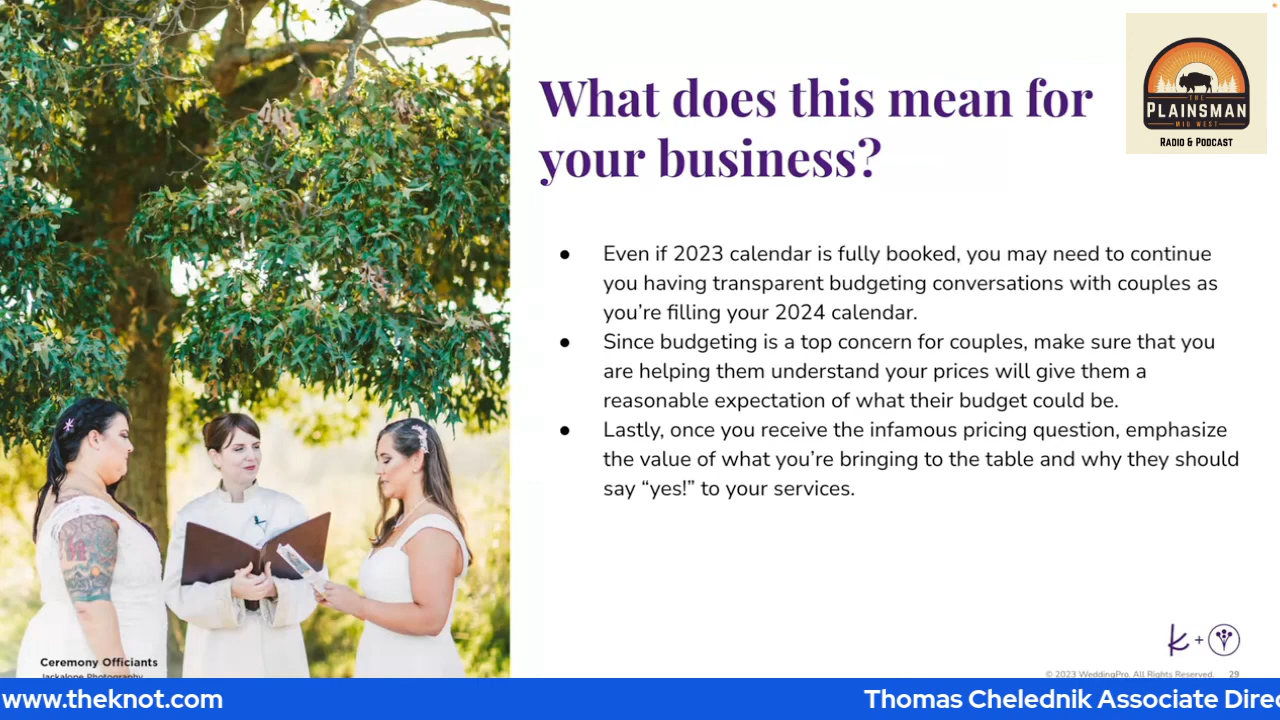 What does this mean for
your business?
THE
PLAINSMAN
MID WEST
RADIO & PODCAST
● Even if 2023 calendar is fully booked, you may need to continue
you having transparent budgeting conversations with couples as
you’re filling your 2024 calendar.
● Since budgeting is a top concern for couples, make sure that you
are helping them understand your prices will give them a
reasonable expectation of what their budget could be.
● Lastly, once you receive the infamous pricing question, emphasize
the value of what you’re bringing to the table and why they should
say “yes!” to your services.
k +
Ceremony Officiants
Jackalope Photography
© 2023 WeddingPro. All Rights Reserved. 29
www.theknot.com
Thomas Chelednik Associate Direc